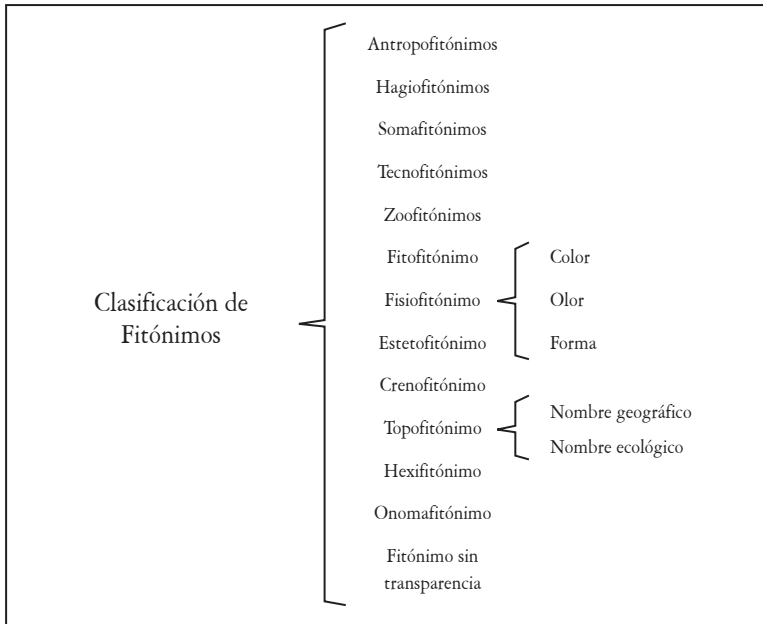 Antropofitónimos
Hagiofitónimos
Somafitónimos
Tecnofitónimos
Zoofitónimos
Fitofitónimo
Color
Clasificación de
Fitónimos
Fisiofitónimo
Olor
Estetofitónimo
Forma
Crenofitónimo
Nombre geográfico
Topofitónimo
Nombre ecológico
Hexifitónimo
Onomafitónimo
Fitónimo sin
transparencia